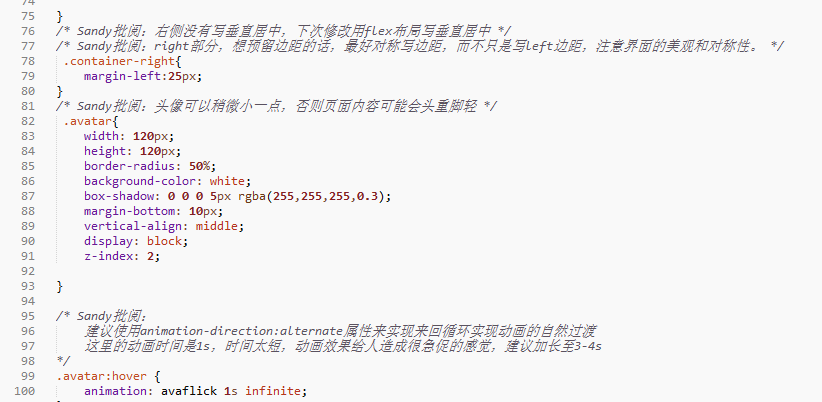 74
75 }
76 /* Sandy批阅：右侧没有写垂直居中，下次修改用flex布局写垂直居中 */
77 /* Sandy批阅：right部分，想预留边距的话，最好对称写边距，而不只是写left边距，注意界面的美观和对称性。 */
78 .container-right{
79 margin-left:25px;
80 }
81 /* Sandy批阅：头像可以稍微小一点，否则页面内容可能会头重脚轻 */
82 .avatar{
83 width: 120px;
84 height: 120px;
85 border-radius: 50%;
86 background-color: white;
87 box-shadow: 0 0 0 5px rgba(255,255,255,0.3);
88 margin-bottom: 10px;
89 vertical-align: middle;
90 display: block;
91 z-index: 2;
92
93 }
94
95 /* Sandy批阅：
96 建议使用animation-direction:alternate属性来实现来回循环实现动画的自然过渡
97 这里的动画时间是1s，时间太短，动画效果给人造成很急促的感觉，建议加长至3-4s
98 */
99 .avatar:hover {
100 animation: avaflick 1s infinite;